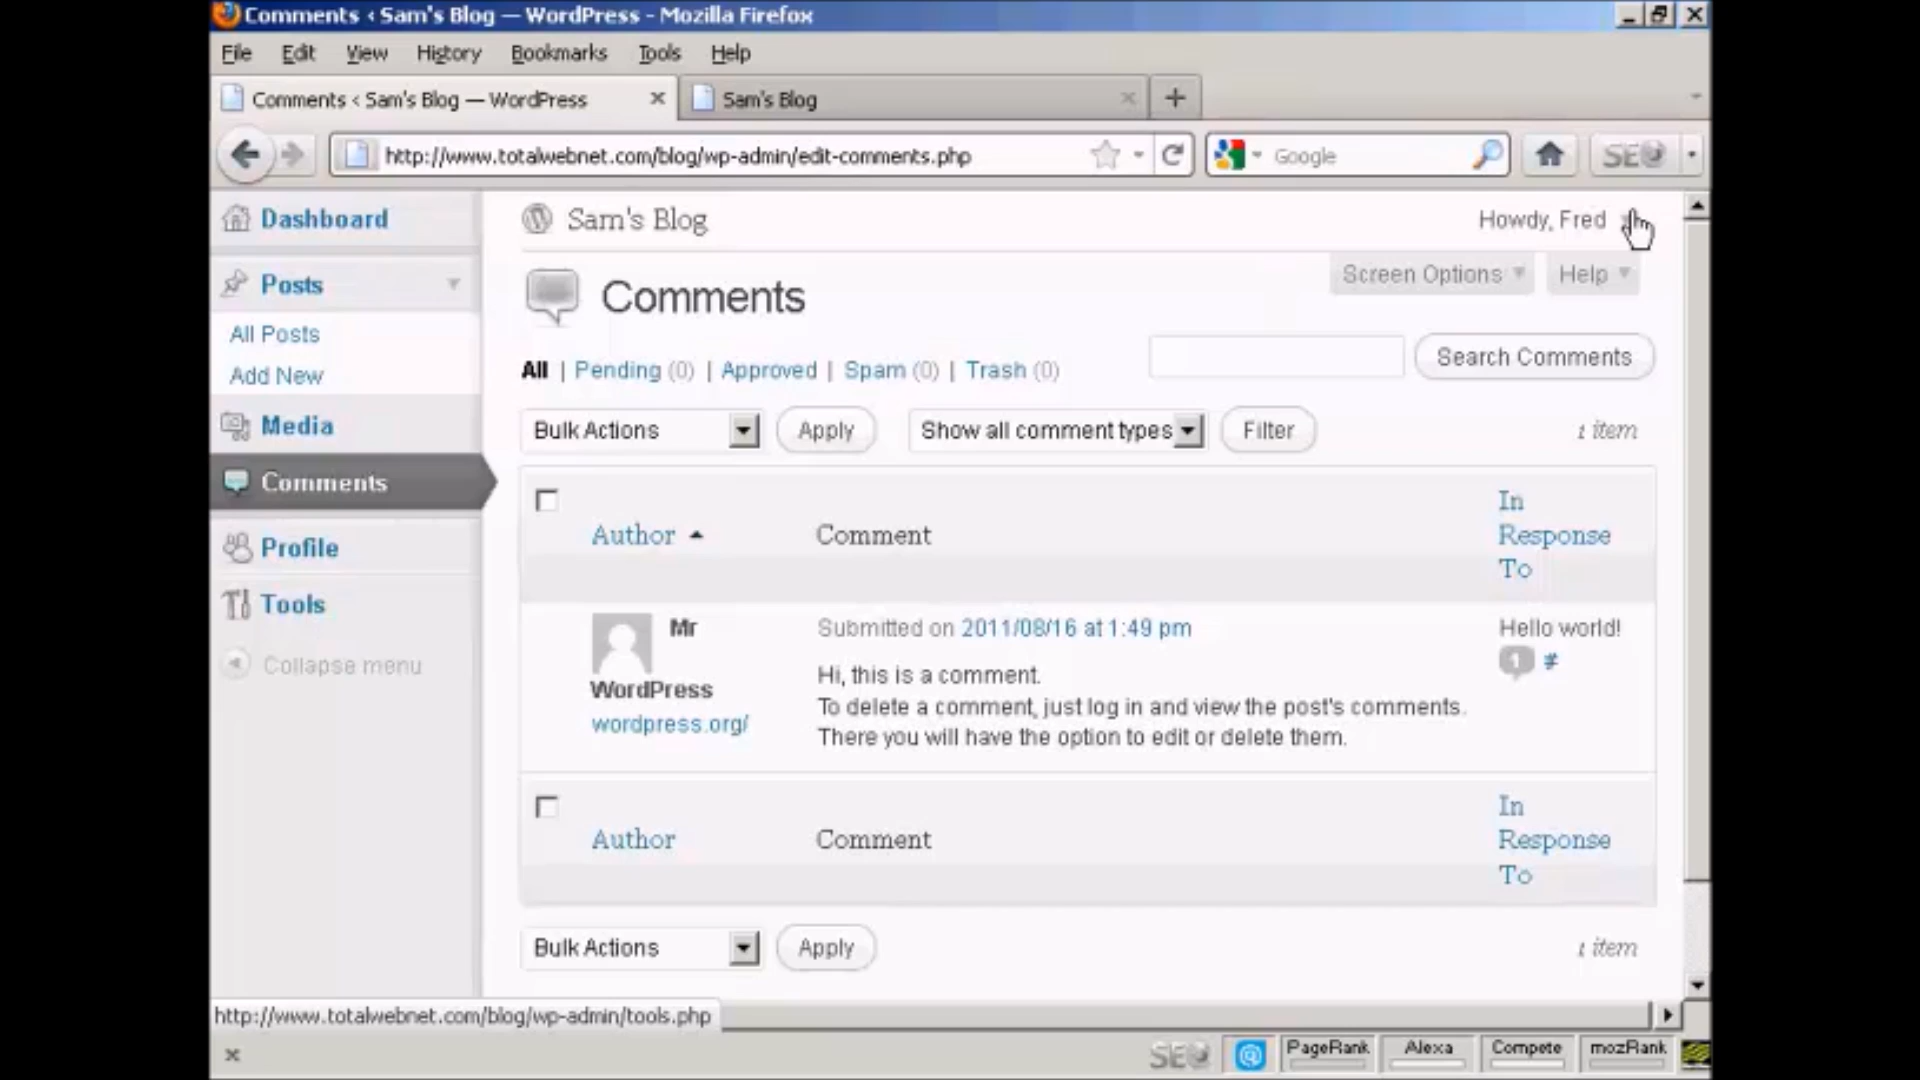 Comments ‹ Sam's Blog — WordPress - Mozilla Firefox
File Edit View History Bookmarks Tools Help
Comments ‹ Sam's Blog — WordPress
Sam's Blog
http://www.totalwebnet.com/blog/wp-admin/edit-comments.php
Google
SEO
Dashboard
Posts
All Posts
Add New
Media
Comments
Profile
Tools
Collapse menu
Sam's Blog
Howdy, Fred
Screen Options
Help
Comments
All | Pending (0) | Approved | Spam (0) | Trash (0)
Search Comments
Bulk Actions
Apply
Show all comment types
Filter
1 item
Author
Comment
In
Response
To
Mr
WordPress
wordpress.org/
Submitted on 2011/08/16 at 1:49 pm
Hi, this is a comment.
To delete a comment, just log in and view the post's comments.
There you will have the option to edit or delete them.
Hello world!
1 #
Author
Comment
In
Response
To
Bulk Actions
Apply
1 item
http://www.totalwebnet.com/blog/wp-admin/tools.php
SEO
PageRank
Alexa
Compete
mozRank